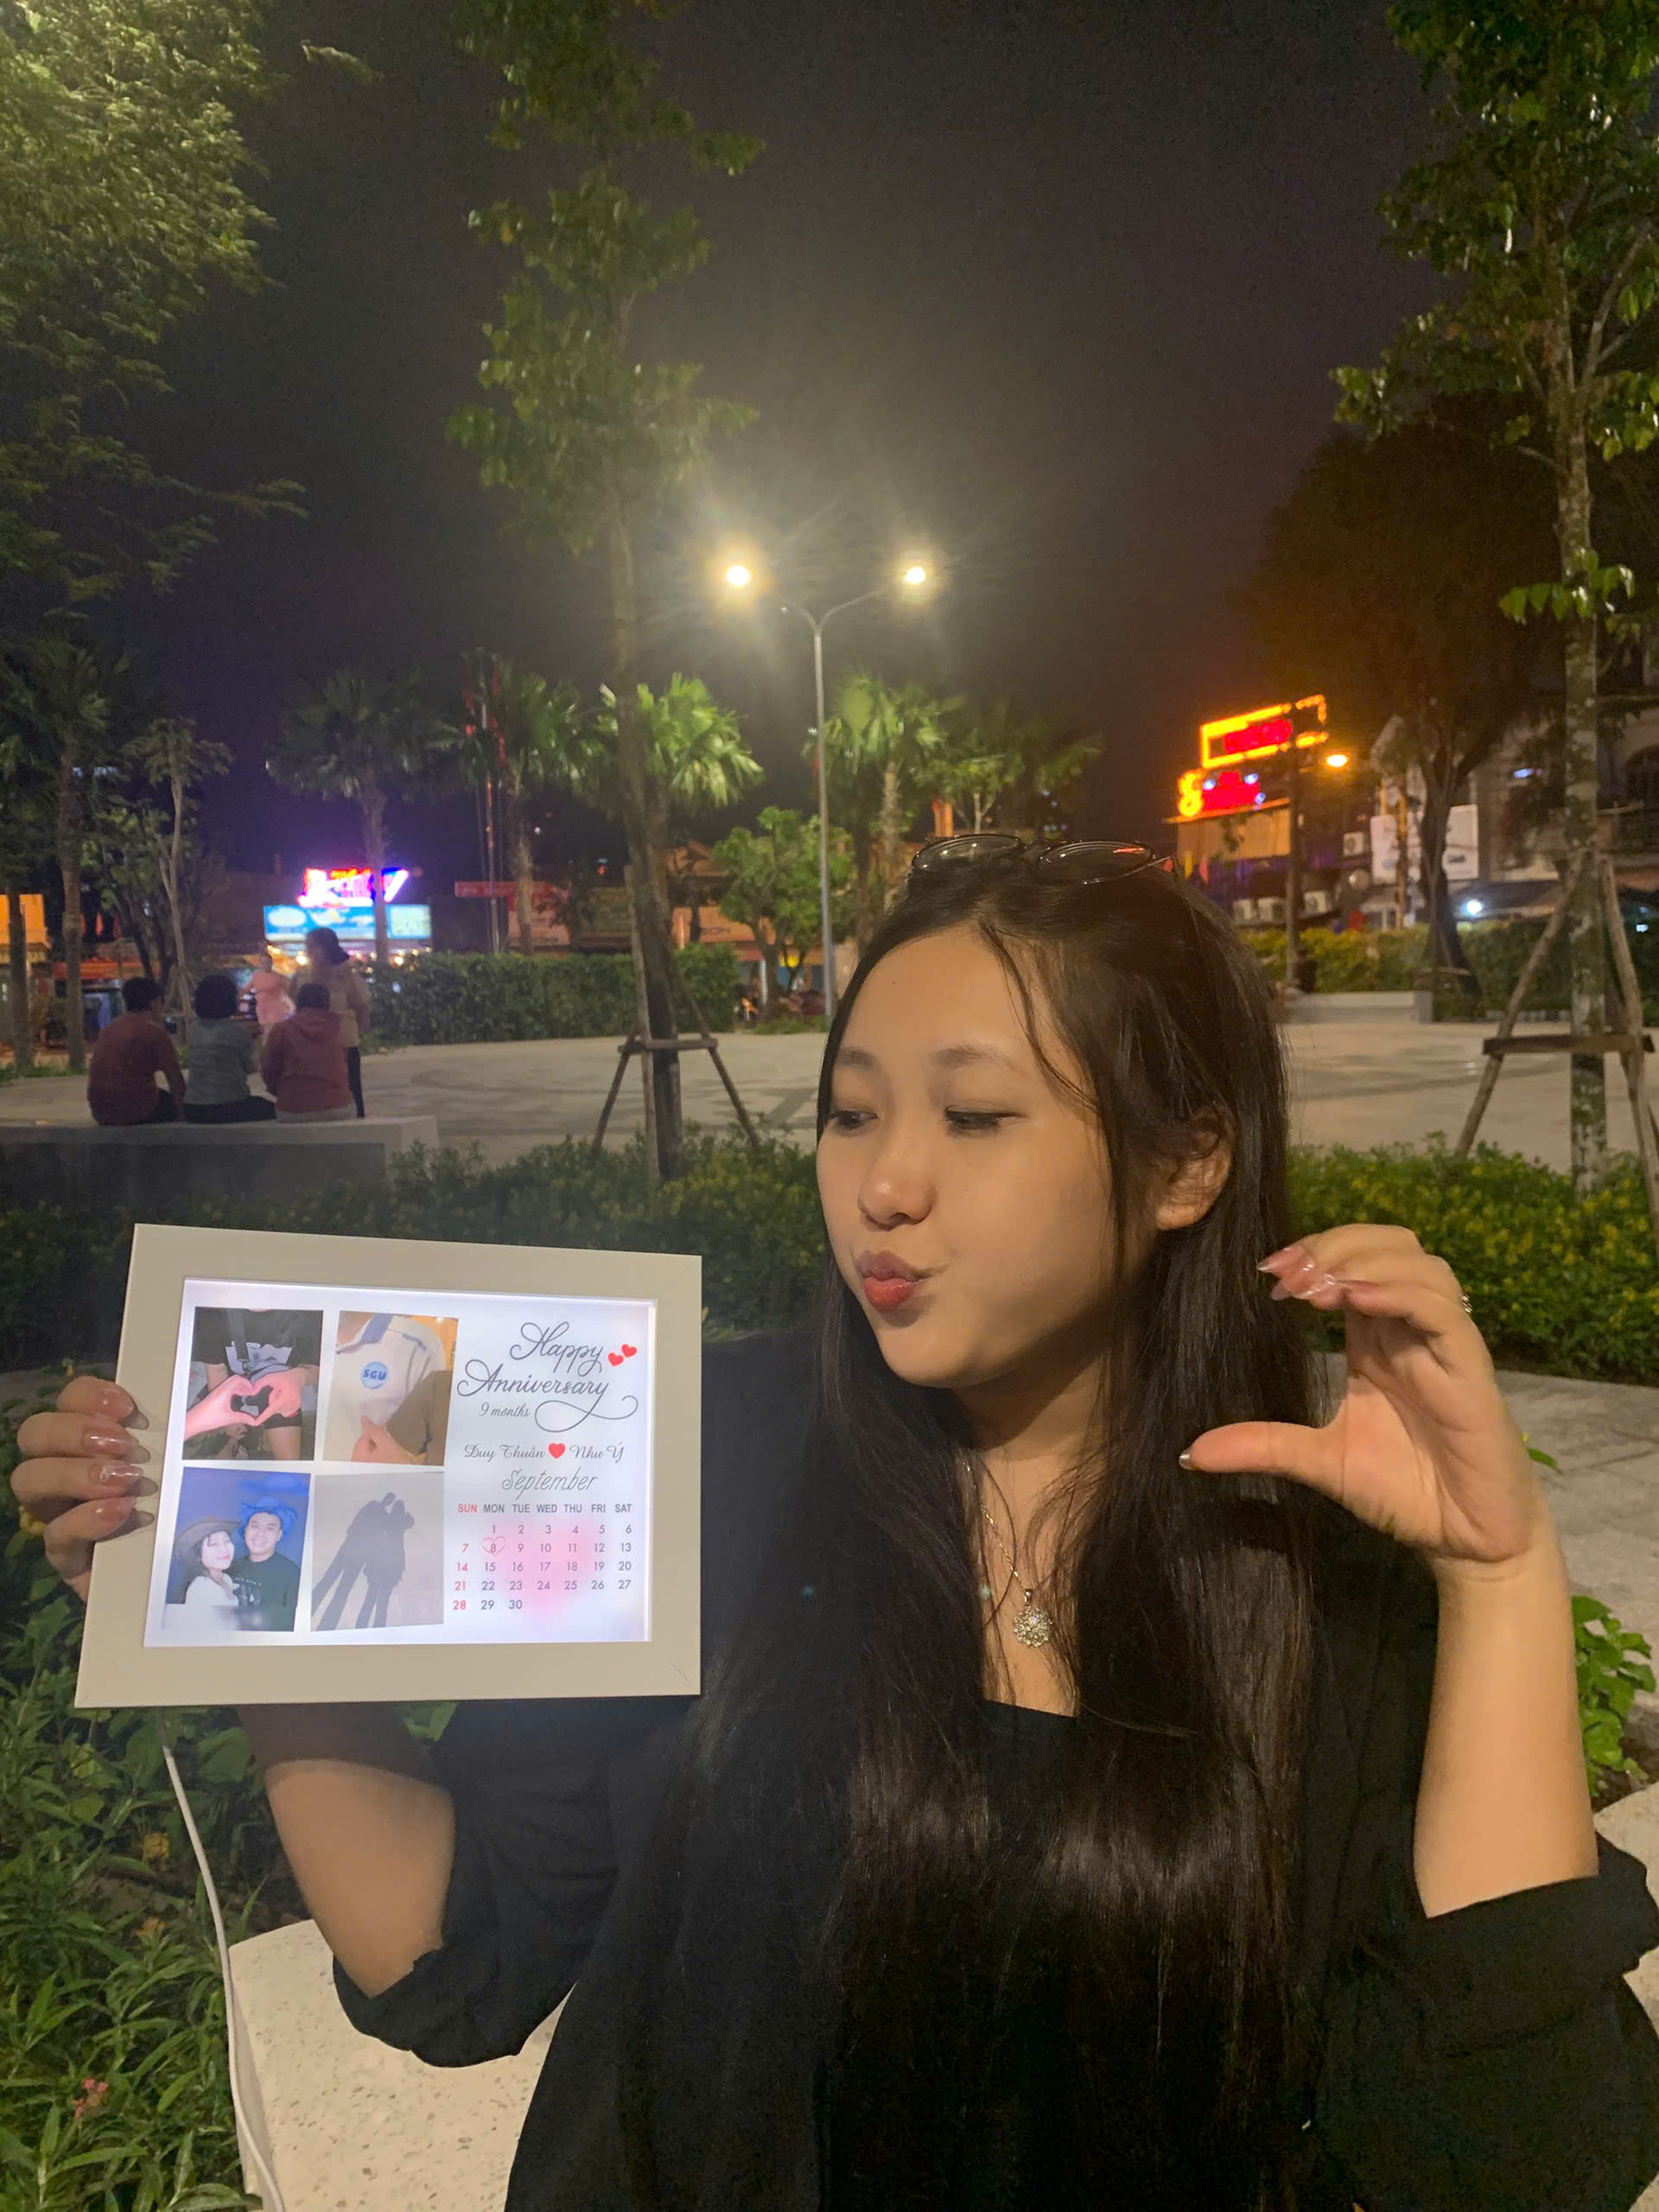 SGU
Happy
Anniversary
9 months
Duy Thuần ❤ Như Ý
September
SUN MON TUE WED THU FRI SAT
1 2 3 4 5 6
7 8 9 10 11 12 13
14 15 16 17 18 19 20
21 22 23 24 25 26 27
28 29 30